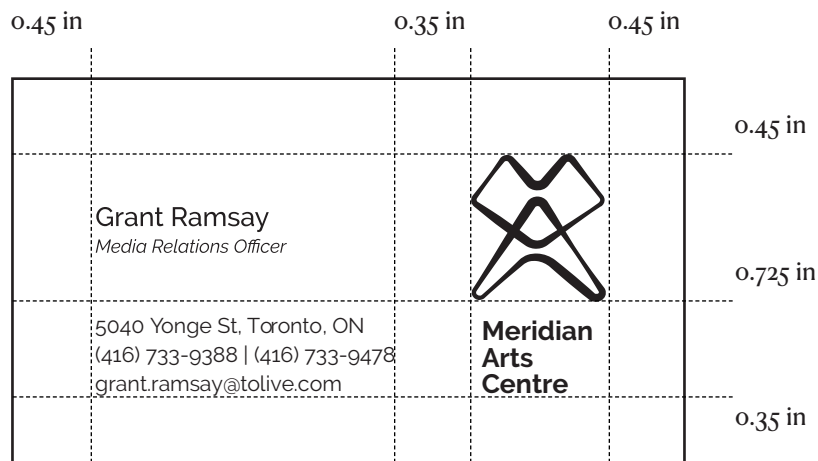 0.45 in
0.35 in
0.45 in
0.45 in
Grant Ramsay
Media Relations Officer
0.725 in
5040 Yonge St, Toronto, ON
(416) 733-9388 | (416) 733-9478
grant.ramsay@tolive.com
Meridian
Arts
Centre
0.35 in